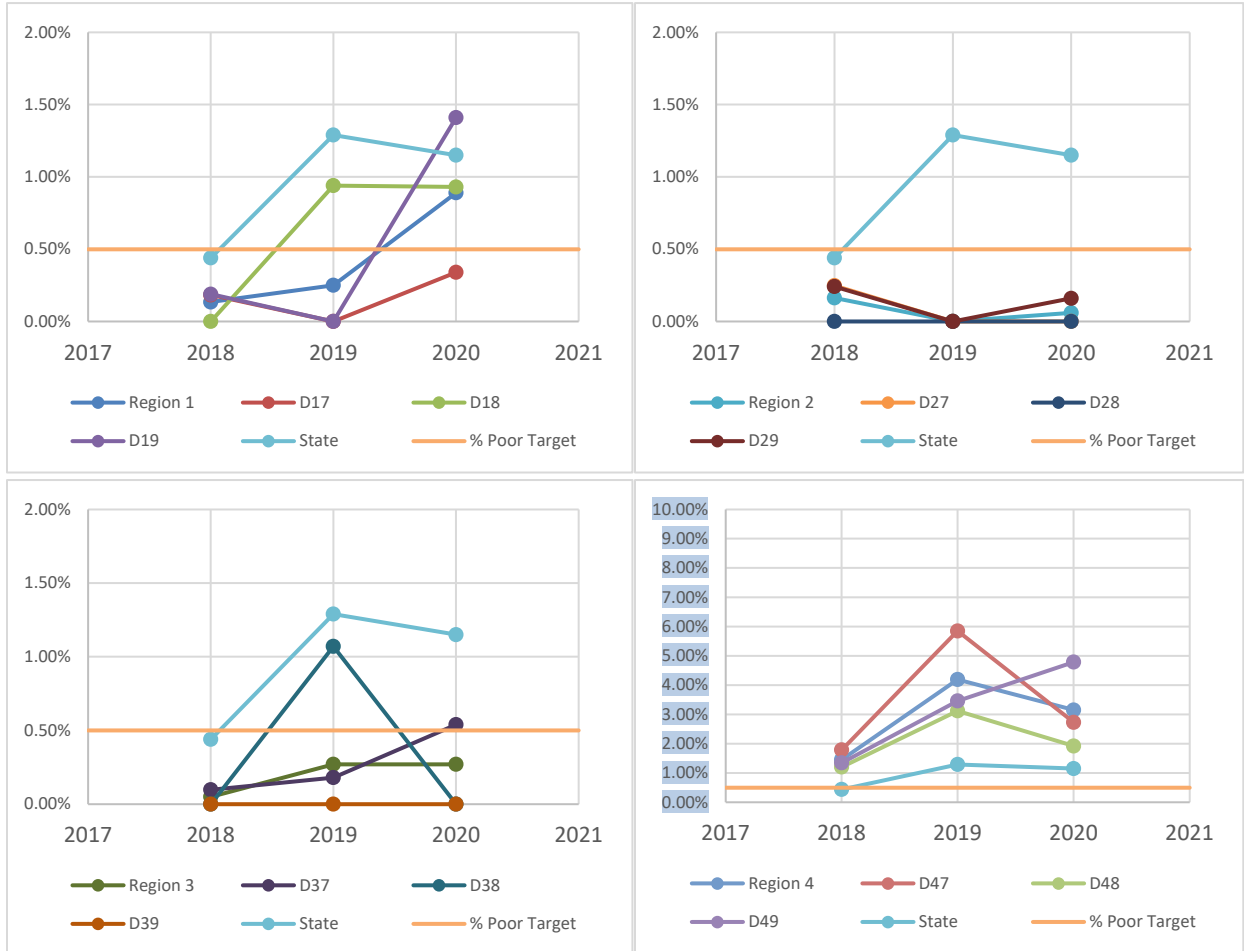 2.00%
1.50%
1.00%
0.50%
0.00%
2017 2018 2019 2020 2021
Region 1 D17 D18
D19 State % Poor Target
2.00%
1.50%
1.00%
0.50%
0.00%
2017 2018 2019 2020 2021
Region 2 D27 D28
D29 State % Poor Target
2.00%
1.50%
1.00%
0.50%
0.00%
2017 2018 2019 2020 2021
Region 3 D37 D38
D39 State % Poor Target
10.00%
9.00%
8.00%
7.00%
6.00%
5.00%
4.00%
3.00%
2.00%
1.00%
0.00%
2017 2018 2019 2020 2021
Region 4 D47 D48
D49 State % Poor Target